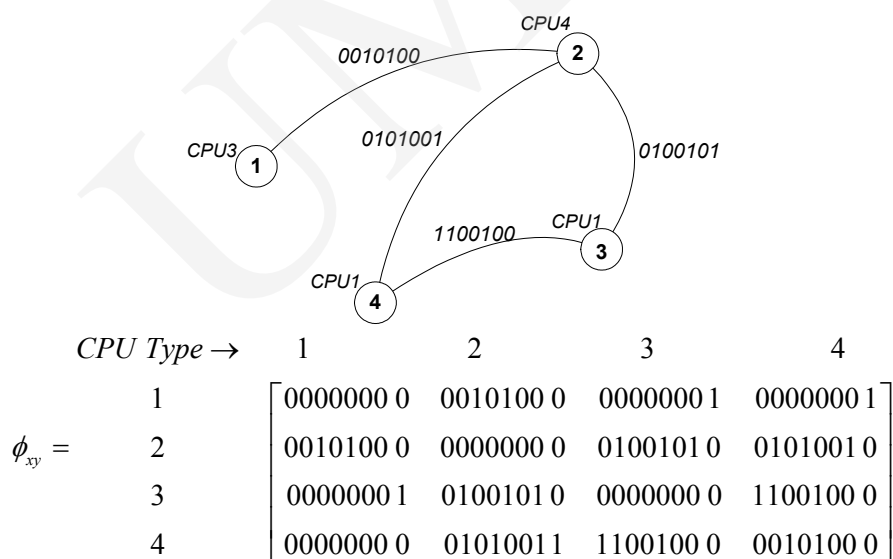 CPU4
2
0010100
CPU3
1
0101001
0100101
CPU1
3
1100100
CPU1
4
CPU Type → 1 2 3 4
1 0000000 0 0010100 0 0000000 1 0000000 1
ϕxy = 2 0010100 0 0000000 0 0100101 0 0101001 0
3 0000000 1 0100101 0 0000000 0 1100100 0
4 0000000 0 0101001 1 1100100 0 0010100 0